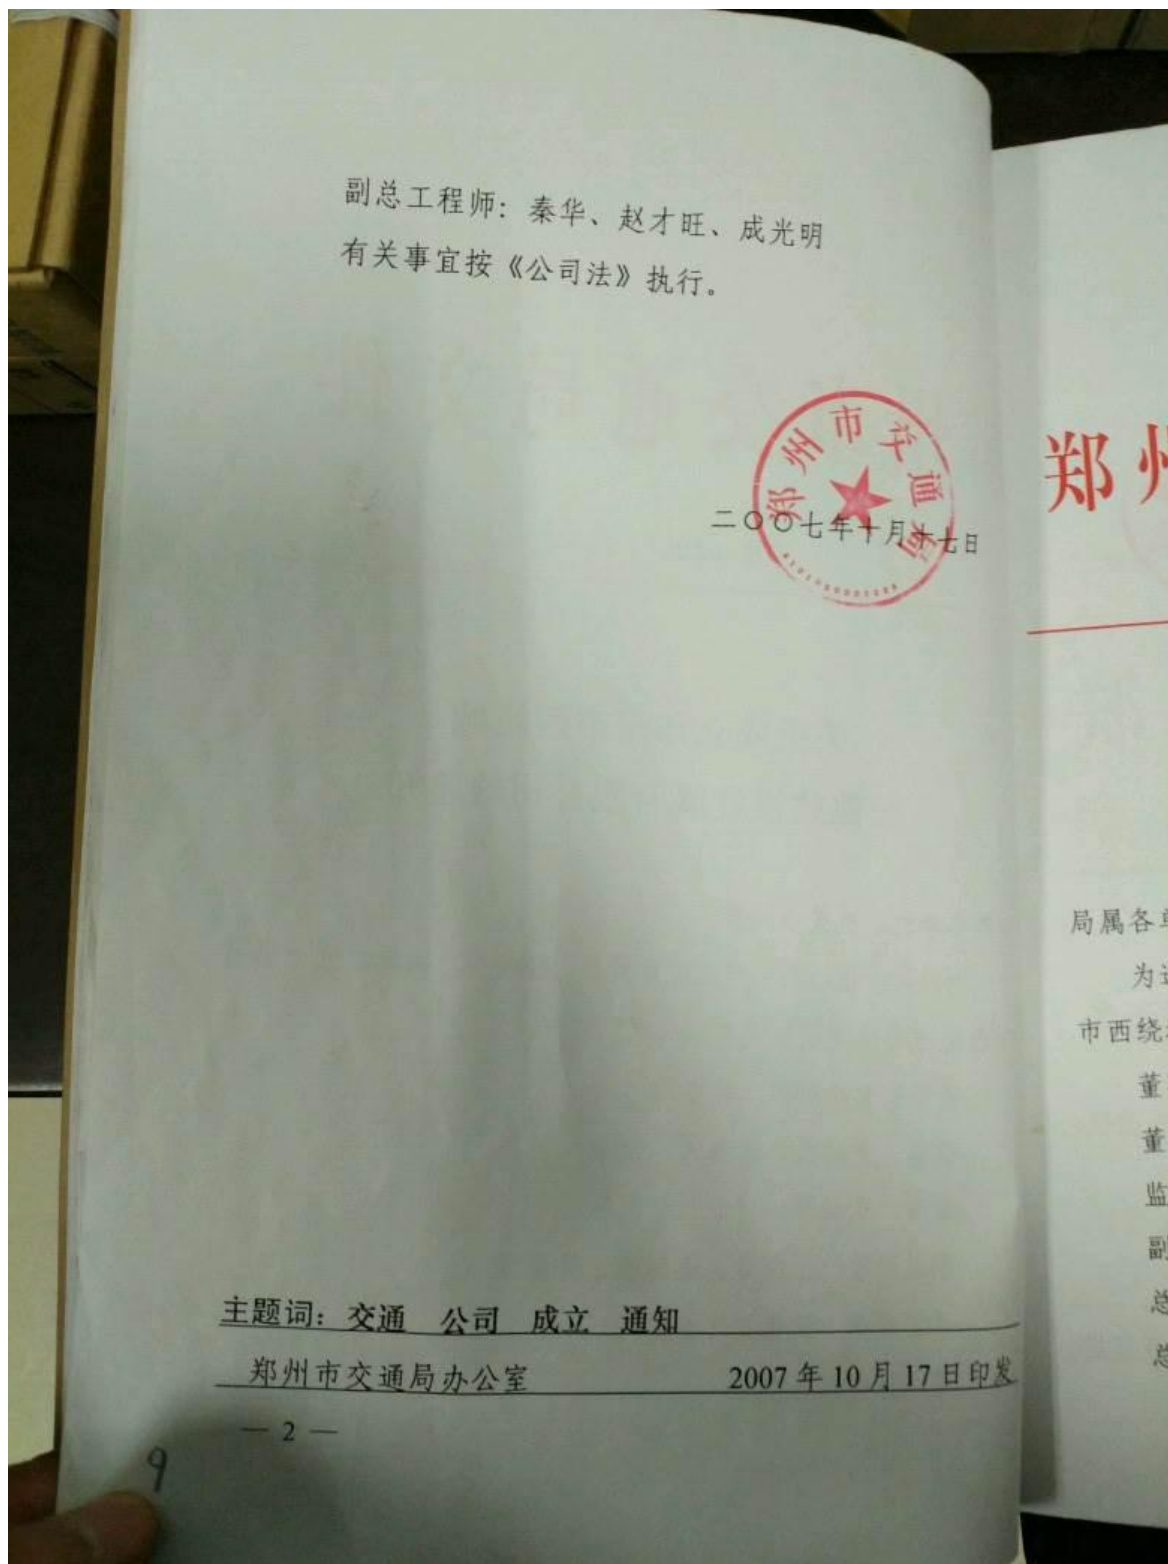 副总工程师：秦华、赵才旺、成光明
有关事宜按《公司法》执行。
郑州市交通局
二〇〇七年十月十七日
主题词：交通 公司 成立 通知
郑州市交通局办公室 2007年10月17日印发
— 2 —
9
郑州
局属各
为
市西绕
董
董
监
副
总
总